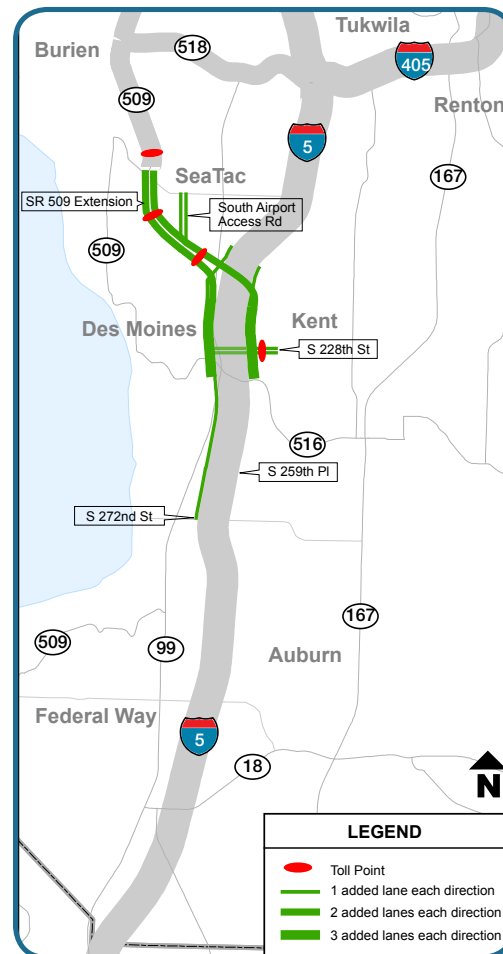 Tukwila
Burien
518
405
509
Renton
5
167
SeaTac
SR 509 Extension
South Airport
Access Rd
509
Des Moines
Kent
S 228th St
516
S 259th Pl
S 272nd St
167
509
99
Auburn
Federal Way
5
18
N
LEGEND
Toll Point
1 added lane each direction
2 added lanes each direction
3 added lanes each direction